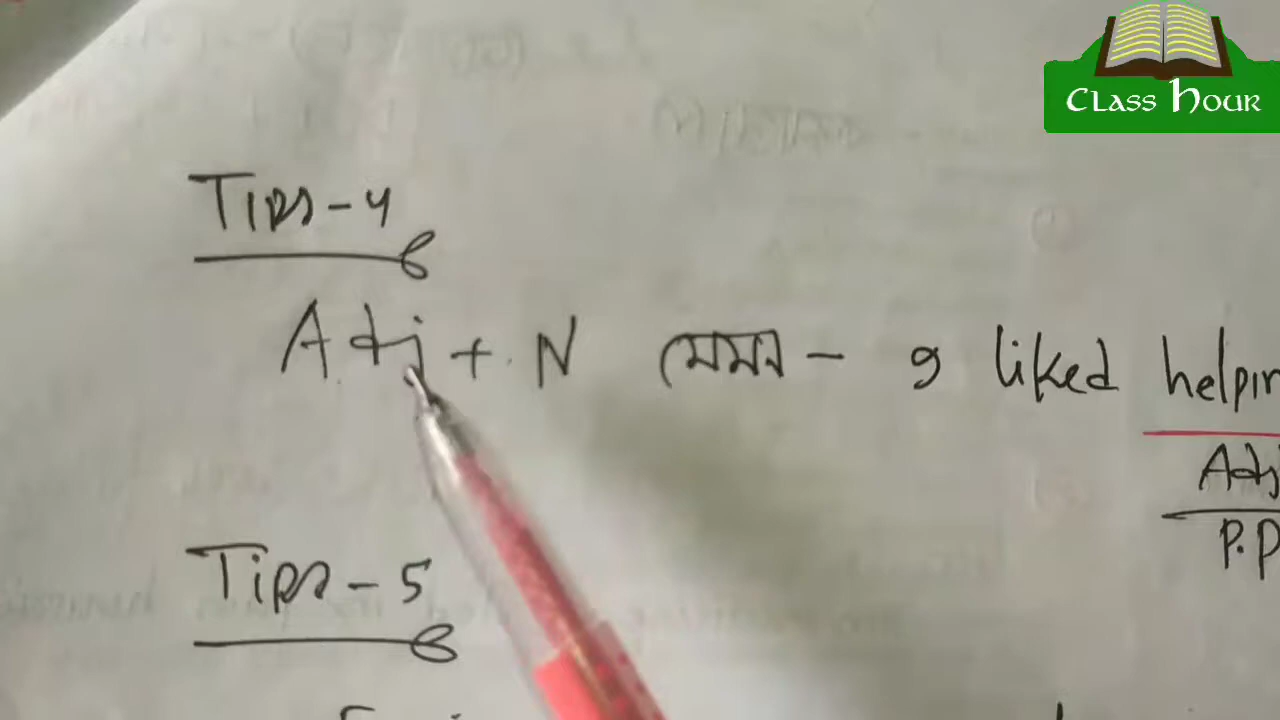 CLASS HOUR
Tips-4
Adj + N যেমন - I liked helpin
Adj
P.P
Tips-5